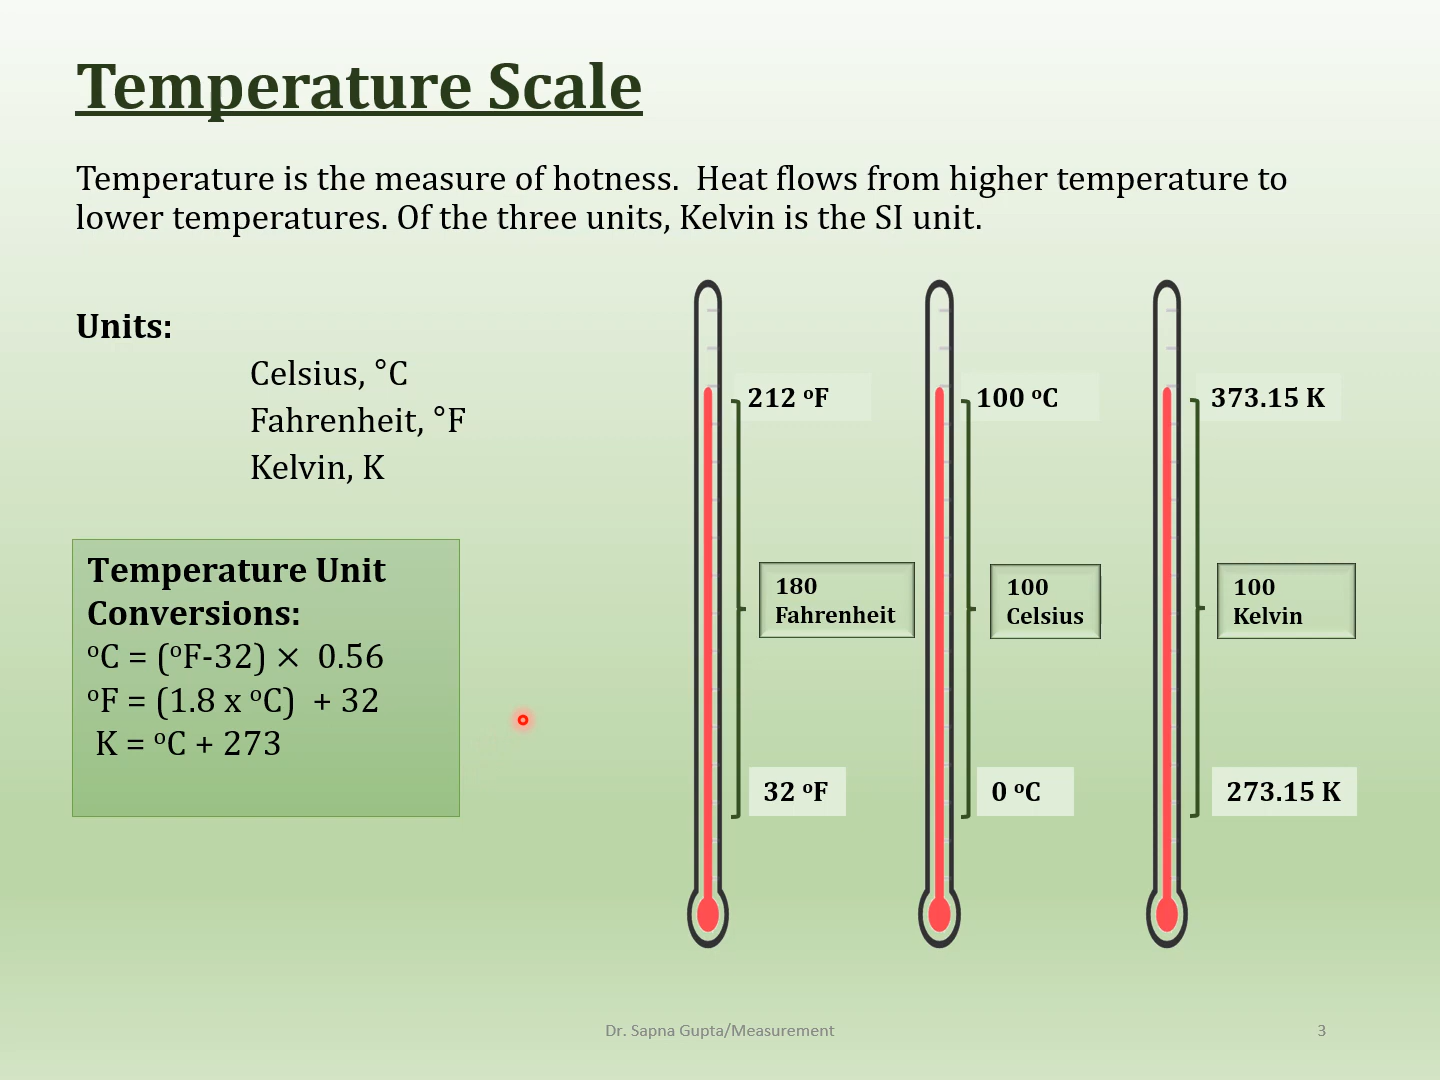 Temperature Scale
Temperature is the measure of hotness.  Heat flows from higher temperature to
lower temperatures. Of the three units, Kelvin is the SI unit.
Units:
Celsius, °C
Fahrenheit, °F
Kelvin, K
Temperature Unit
Conversions:
ºC = (ºF-32) ×  0.56
ºF = (1.8 x ºC)  + 32
K = ºC + 273
212 ºF
100 ºC
373.15 K
180
Fahrenheit
100
Celsius
100
Kelvin
32 ºF
0 ºC
273.15 K
Dr. Sapna Gupta/Measurement
3